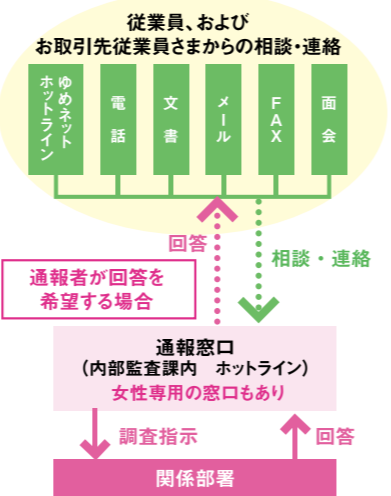 従業員、および
お取引先従業員さまからの相談・連絡
ゆめネット
ホットライン
電話
文書
メール
FAX
面会
回答
相談・連絡
通報者が回答を
希望する場合
通報窓口
（内部監査課内　ホットライン）
女性専用の窓口もあり
調査指示
回答
関係部署